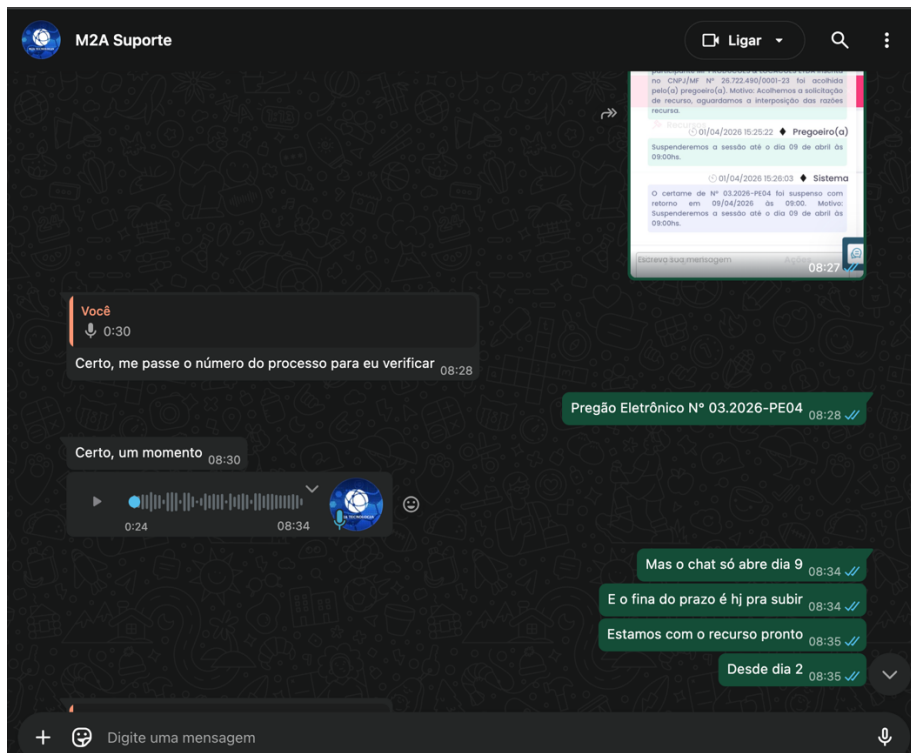 M2A Suporte
Ligar
no CNPJ/MF Nº 26.722.490/0001-23 foi acolhida
pelo(a) pregoeiro(a). Motivo: Acolhemos a solicitação
de recurso, aguardamos a interposição das razões
recursa.
Recursos
01/04/2026 15:25:22 Pregoeiro(a)
Suspenderemos a sessão até o dia 09 de abril às
09:00hs.
01/04/2026 15:26:03 Sistema
O certame de Nº 03.2026-PE04 foi suspenso com
retorno em 09/04/2026 às 09:00. Motivo:
Suspenderemos a sessão até o dia 09 de abril às
09:00hs.
Escreva sua mensagem Ações
08:27
Você
0:30
Certo, me passe o número do processo para eu verificar 08:28
Pregão Eletrônico Nº 03.2026-PE04 08:28
Certo, um momento 08:30
0:24 08:34
Mas o chat só abre dia 9 08:34
E o fina do prazo é hj pra subir 08:34
Estamos com o recurso pronto 08:35
Desde dia 2 08:35
Digite uma mensagem